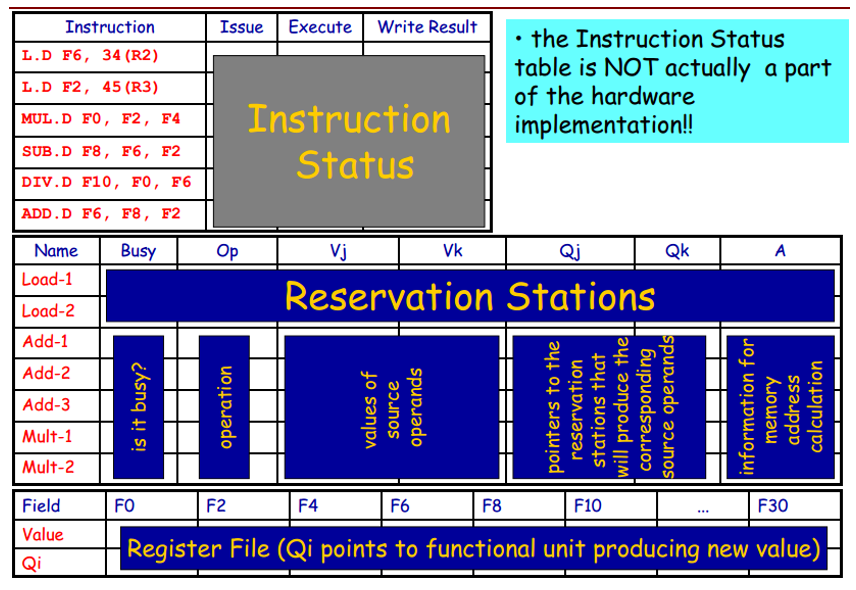 Instruction Issue Execute Write Result
L.D F6, 34(R2)
L.D F2, 45(R3)
MUL.D F0, F2, F4
SUB.D F8, F6, F2
DIV.D F10, F0, F6
ADD.D F6, F8, F2
Instruction
Status
• the Instruction Status
table is NOT actually a part
of the hardware
implementation!!
Name Busy Op Vj Vk Qj Qk A
Load-1
Load-2
Reservation Stations
Add-1
Add-2
Add-3
Mult-1
Mult-2
is it busy?
operation
values of
source
operands
pointers to the
reservation
stations that
will produce the
corresponding
source operands
information for
memory
address
calculation
Field F0 F2 F4 F6 F8 F10 ... F30
Value
Qi
Register File (Qi points to functional unit producing new value)